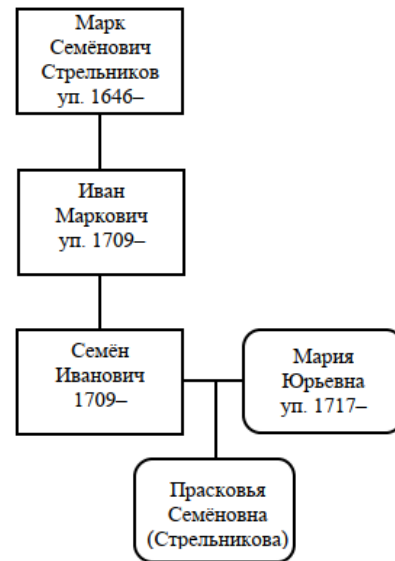 Марк
Семёнович
Стрельников
уп. 1646–
Иван
Маркович
уп. 1709–
Семён
Иванович
1709–
Мария
Юрьевна
уп. 1717–
Прасковья
Семёновна
(Стрельникова)